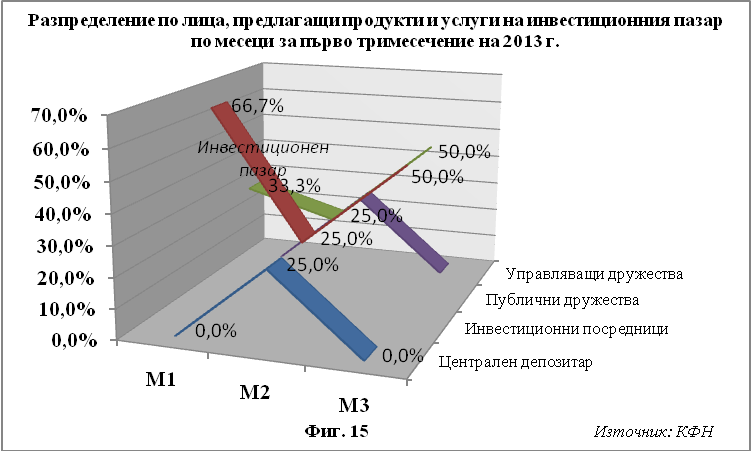 Разпределение по лица, предлагащи продукти и услуги на инвестиционния пазар
по месеци за първо тримесечение на 2013 г.
70,0%
60,0%
50,0%
40,0%
30,0%
20,0%
10,0%
0,0%
66,7%
Инвестиционен
пазар
33,3%
50,0%
50,0%
25,0%
25,0%
25,0%
0,0%
0,0%
Управляващи дружества
Публични дружества
Инвестиционни посредници
Централен депозитар
М1
М2
М3
Фиг. 15
Източник: КФН